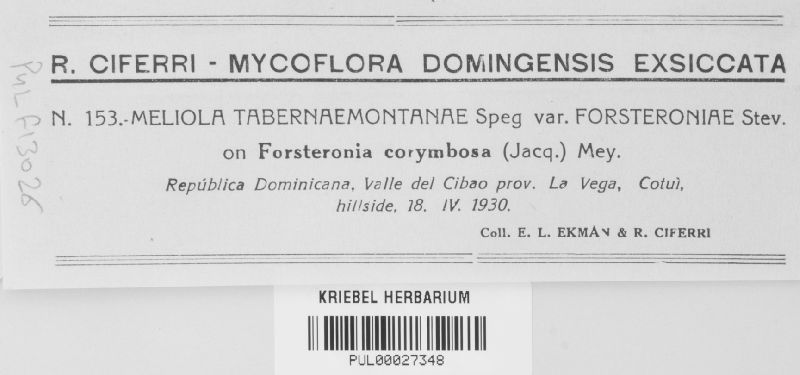 R. CIFERRI - MYCOFLORA DOMINGENSIS EXSICCATA
N. 153.-MELIOLA TABERNAEMONTANAE Speg var. FORSTERONIAE Stev.
on Forsteronia corymbosa (Jacq.) Mey.
República Dominicana, Valle del Cibao prov. La Vega, Cotuì,
hillside, 18. IV. 1930.
Coll. E. L. EKMAN & R. CIFERRI
PUL F13026
KRIEBEL HERBARIUM
PUL00027348